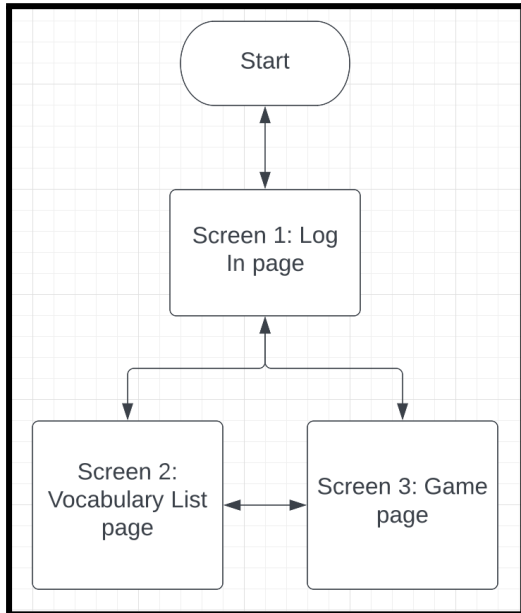 Start
Screen 1: Log
In page
Screen 2:
Vocabulary List
page
Screen 3: Game
page